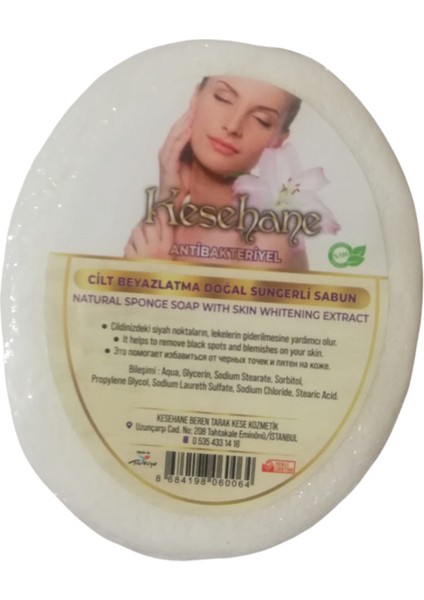 Kesehane
ANTİBAKTERİYEL
CİLT BEYAZLATMA DOĞAL SÜNGERLİ SABUN
NATURAL SPONGE SOAP WITH SKIN WHITENING EXTRACT
• Cildinizdeki siyah noktaların, lekelerin giderilmesine yardımcı olur.
• It helps to remove black spots and blemishes on your skin.
• Это помогает избавиться от черных точек и пятен на коже.
Bileşimi : Aqua, Glycerin, Sodium Stearate, Sorbitol,
Propylene Glycol, Sodium Laureth Sulfate, Sodium Chloride, Stearic Acid.
KESEHANE BEREN TARAK KESE KOZMETİK
Uzunçarşı Cad. No: 208 Tahtakale Eminönü/İSTANBUL
0 535 433 14 16
Türkiye
8 684198 060064